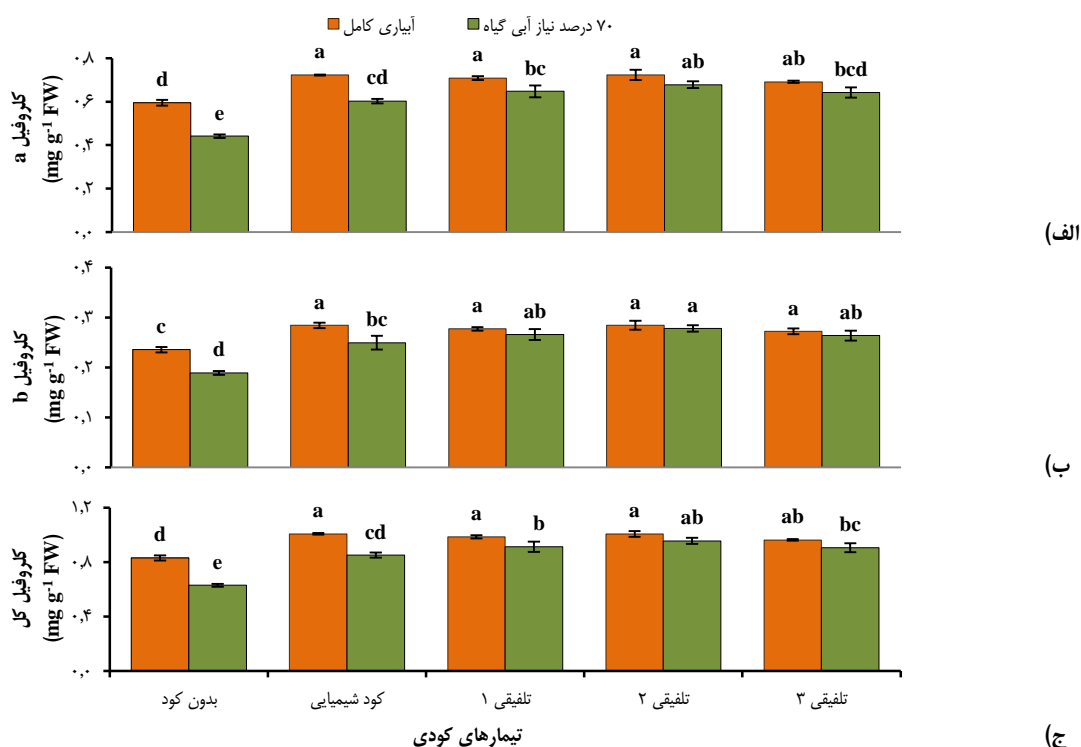 آبیاری کامل ۷۰ درصد نیاز آبی گیاه
کلروفیل a
(mg g-1 FW)
۰,۸
۰,۶
۰,۴
۰,۲
۰,۰
d e a cd a bc a ab ab bcd
الف)
کلروفیل b
(mg g-1 FW)
۰,۴
۰,۳
۰,۲
۰,۱
۰,۰
c d a bc a ab a a a ab
ب)
کلروفیل کل
(mg g-1 FW)
۱,۲
۰,۸
۰,۴
۰,۰
d e a cd a b a ab ab bc
بدون کود کود شیمیایی تلفیقی ۱ تلفیقی ۲ تلفیقی ۳
تیمارهای کودی
ج)